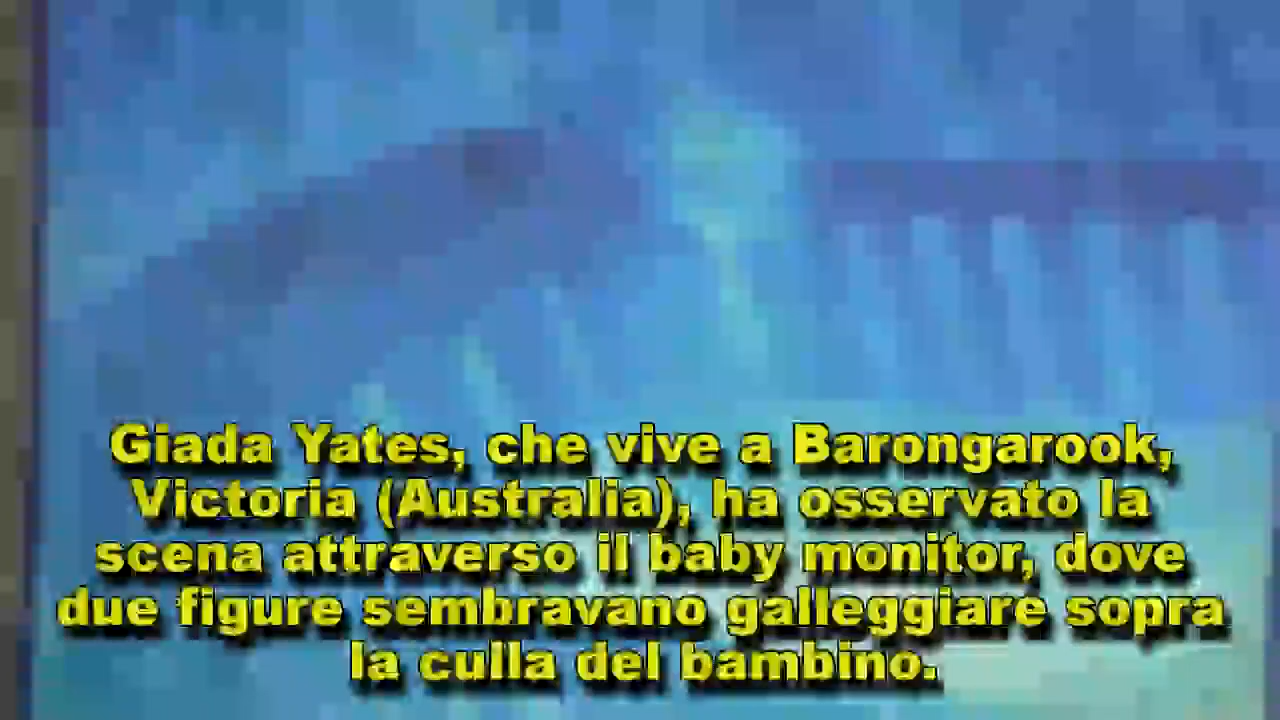 Giada Yates, che vive a Barongarook,
Victoria (Australia), ha osservato la
scena attraverso il baby monitor, dove
due figure sembravano galleggiare sopra
la culla del bambino.